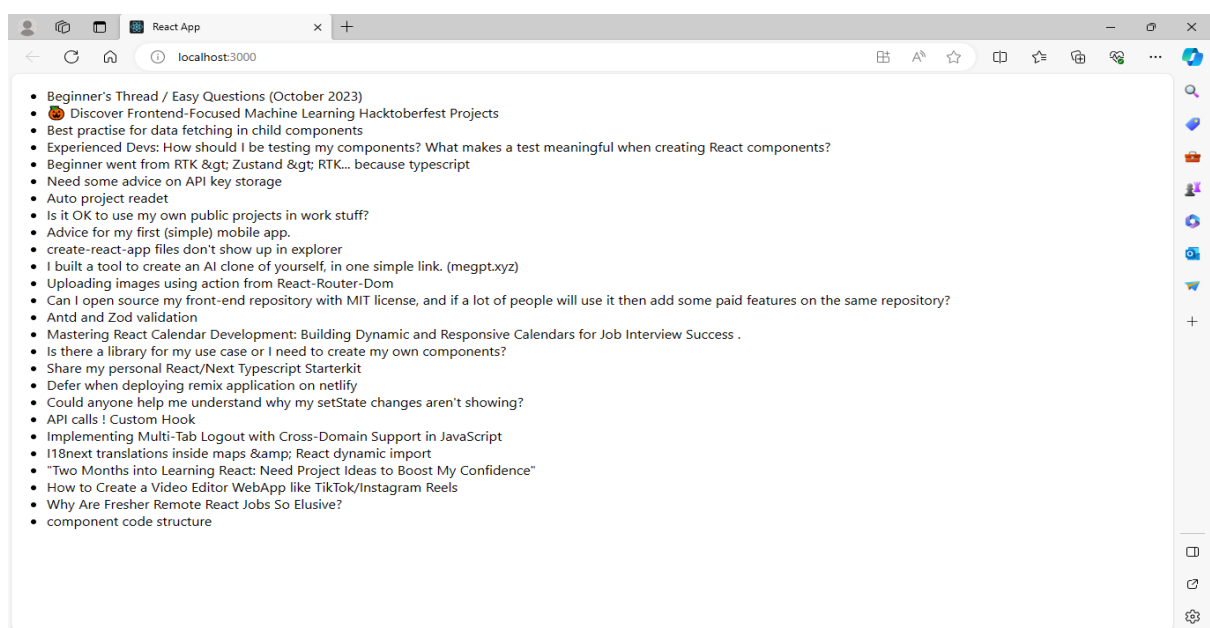 React App
localhost:3000
Beginner's Thread / Easy Questions (October 2023)
🎃 Discover Frontend-Focused Machine Learning Hacktoberfest Projects
Best practise for data fetching in child components
Experienced Devs: How should I be testing my components? What makes a test meaningful when creating React components?
Beginner went from RTK &gt; Zustand &gt; RTK... because typescript
Need some advice on API key storage
Auto project readet
Is it OK to use my own public projects in work stuff?
Advice for my first (simple) mobile app.
create-react-app files don't show up in explorer
I built a tool to create an AI clone of yourself, in one simple link. (megpt.xyz)
Uploading images using action from React-Router-Dom
Can I open source my front-end repository with MIT license, and if a lot of people will use it then add some paid features on the same repository?
Antd and Zod validation
Mastering React Calendar Development: Building Dynamic and Responsive Calendars for Job Interview Success .
Is there a library for my use case or I need to create my own components?
Share my personal React/Next Typescript Starterkit
Defer when deploying remix application on netlify
Could anyone help me understand why my setState changes aren't showing?
API calls ! Custom Hook
Implementing Multi-Tab Logout with Cross-Domain Support in JavaScript
I18next translations inside maps &amp; React dynamic import
"Two Months into Learning React: Need Project Ideas to Boost My Confidence"
How to Create a Video Editor WebApp like TikTok/Instagram Reels
Why Are Fresher Remote React Jobs So Elusive?
component code structure